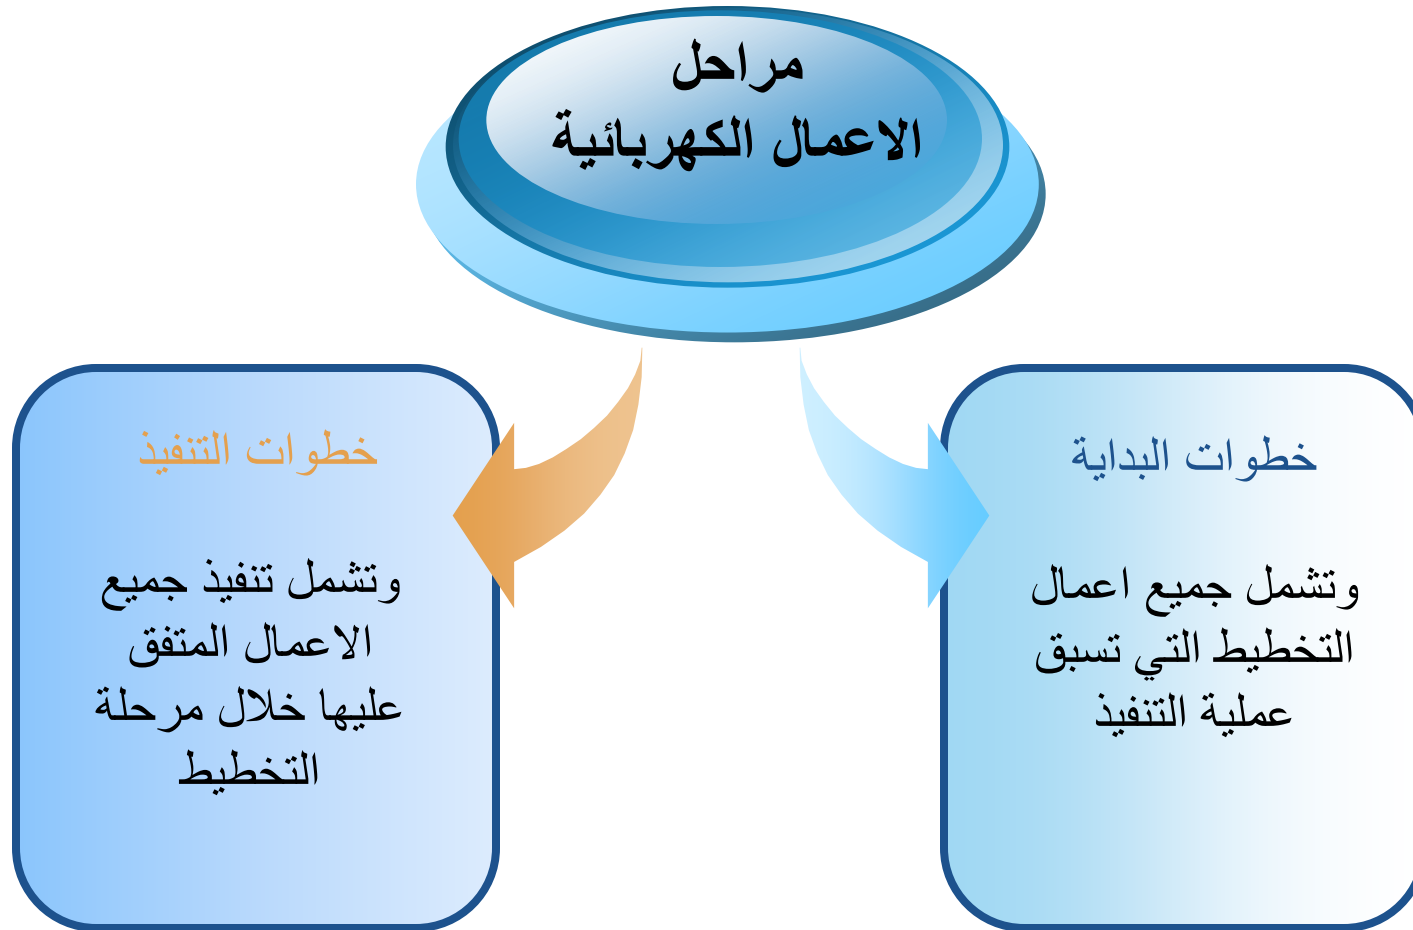 مراحل
الاعمال الكهربائية
خطوات البداية
وتشمل جميع اعمال
التخطيط التي تسبق
عملية التنفيذ
خطوات التنفيذ
وتشمل تنفيذ جميع
الاعمال المتفق
عليها خلال مرحلة
التخطيط